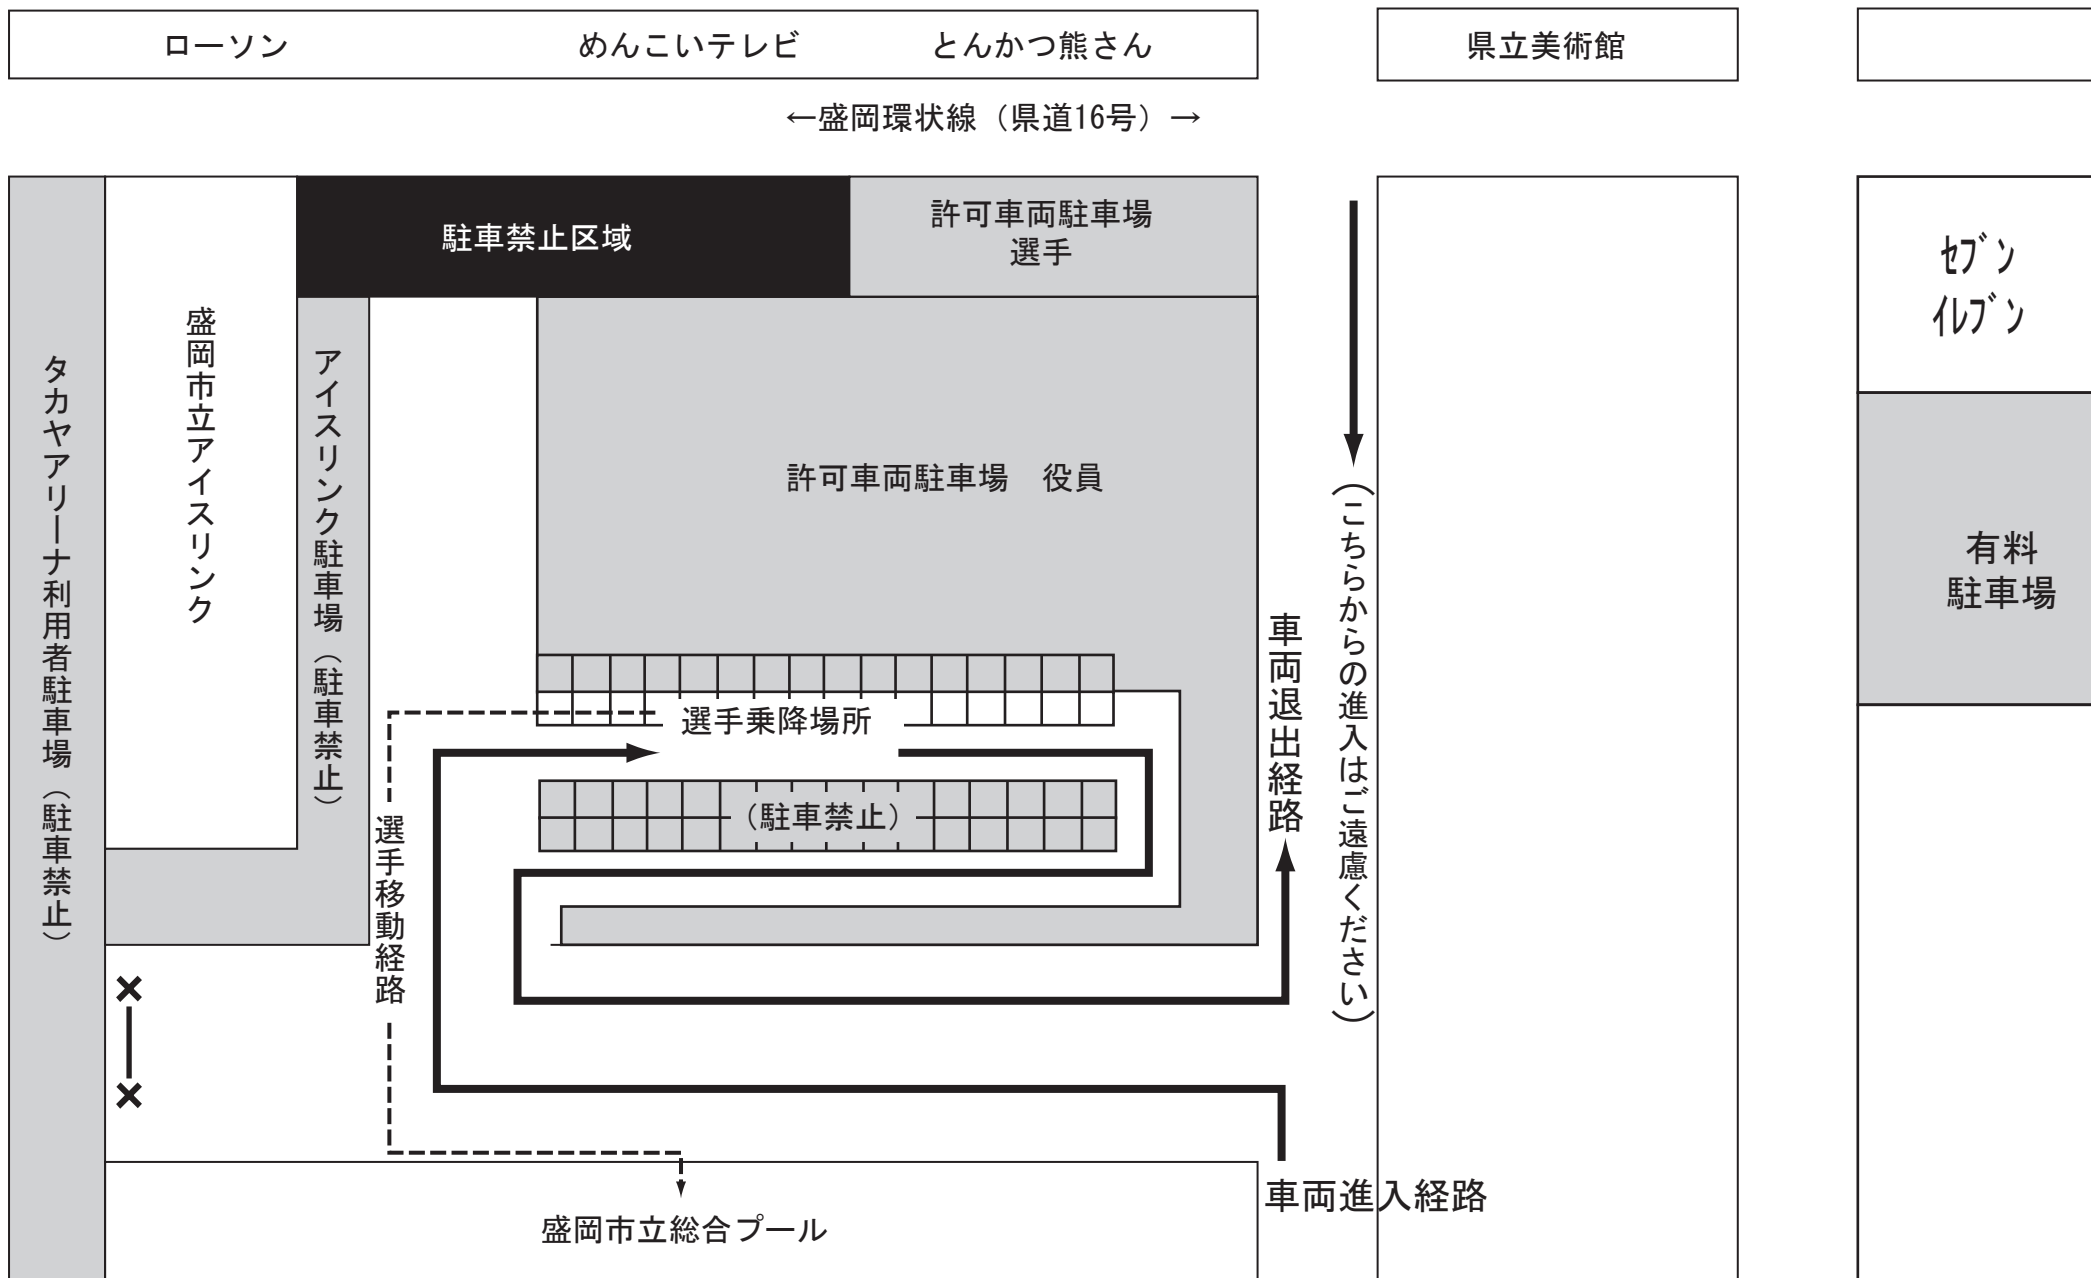 ローソン
めんこいテレビ
とんかつ熊さん
県立美術館
←盛岡環状線（県道16号）→
駐車禁止区域
許可車両駐車場
選手
ｾﾌﾞﾝ
ｲﾚﾌﾞﾝ
タカヤアリーナ利用者駐車場（駐車禁止）
盛岡市立アイスリンク
アイスリンク駐車場（駐車禁止）
許可車両駐車場　役員
（こちらからの進入はご遠慮ください）
有料
駐車場
車両退出経路
選手乗降場所
（駐車禁止）
選手移動経路
車両進入経路
盛岡市立総合プール